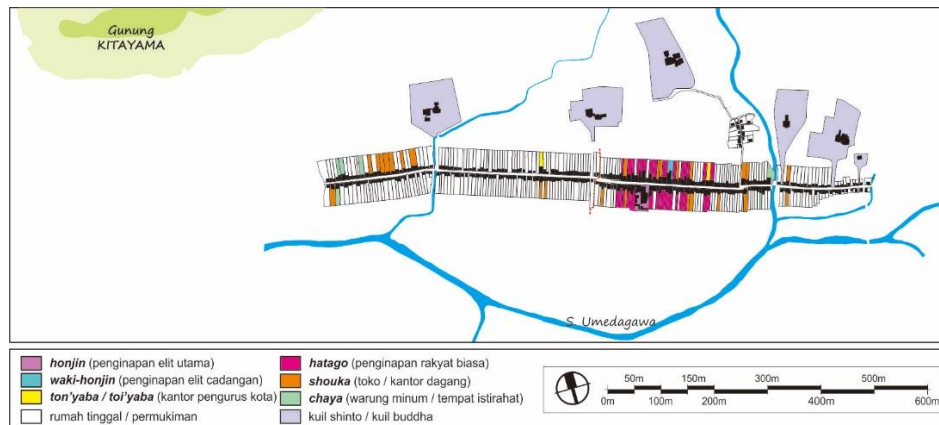 Gunung
KITAYAMA
S. Umedagawa
honjin (penginapan elit utama)
waki-honjin (penginapan elit cadangan)
ton'yaba / toi'yaba (kantor pengurus kota)
rumah tinggal / permukiman
hatago (penginapan rakyat biasa)
shouka (toko / kantor dagang)
chaya (warung minum / tempat istirahat)
kuil shinto / kuil buddha
50m 150m 300m 500m
0m 100m 200m 400m 600m